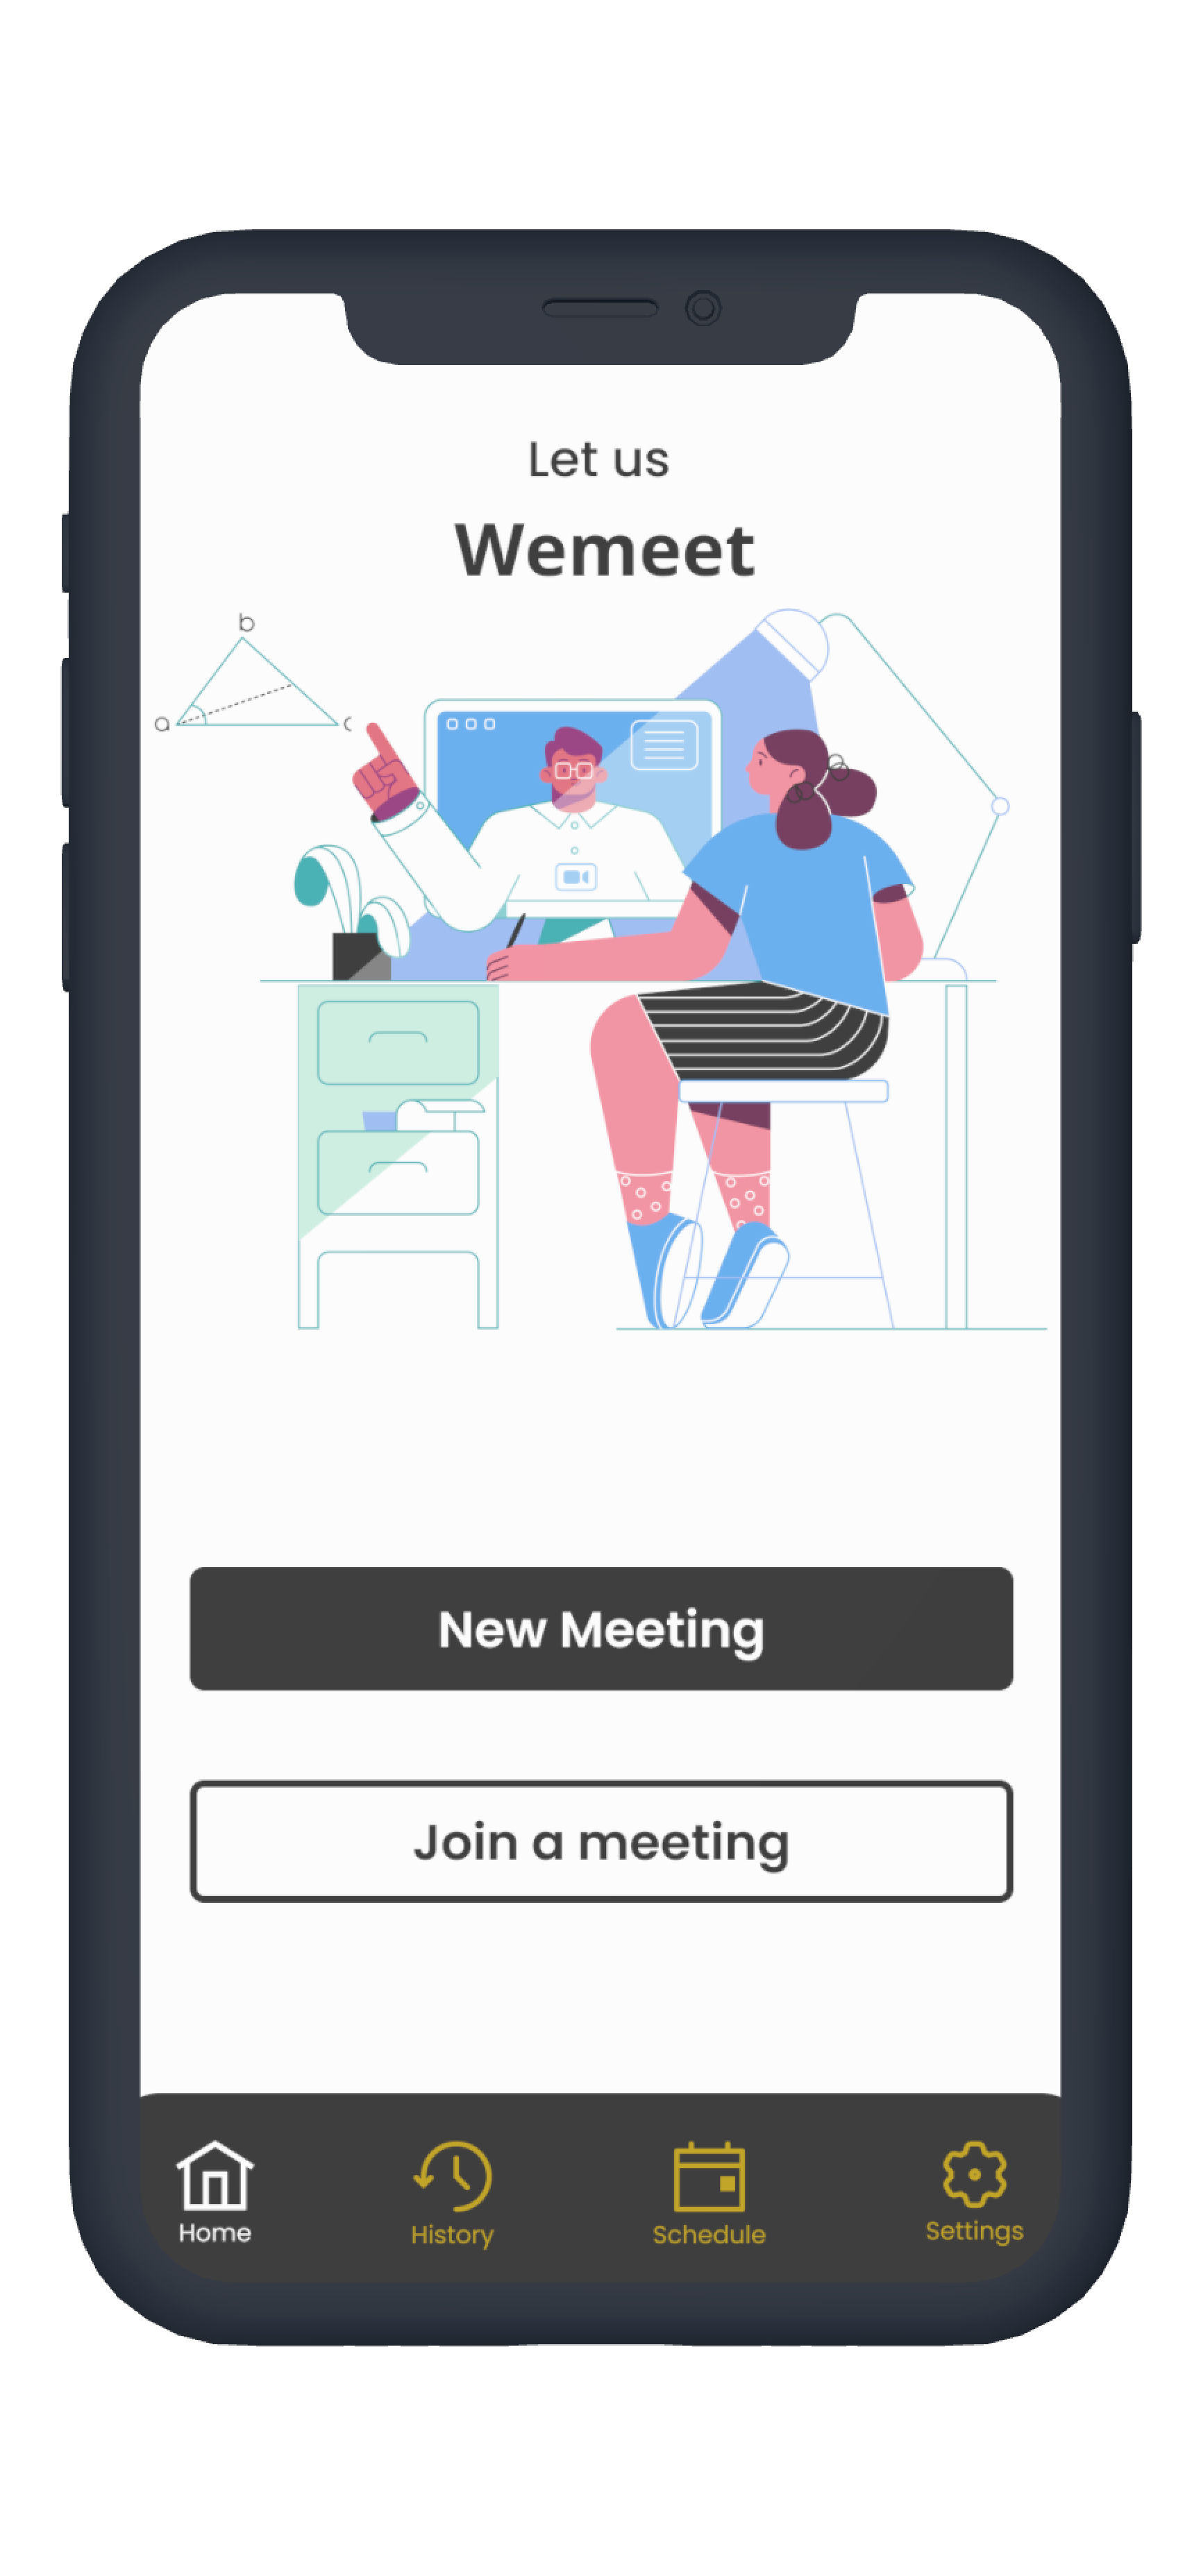 Let us
Wemeet
b
a
c
New Meeting
Join a meeting
Home
History
Schedule
Settings